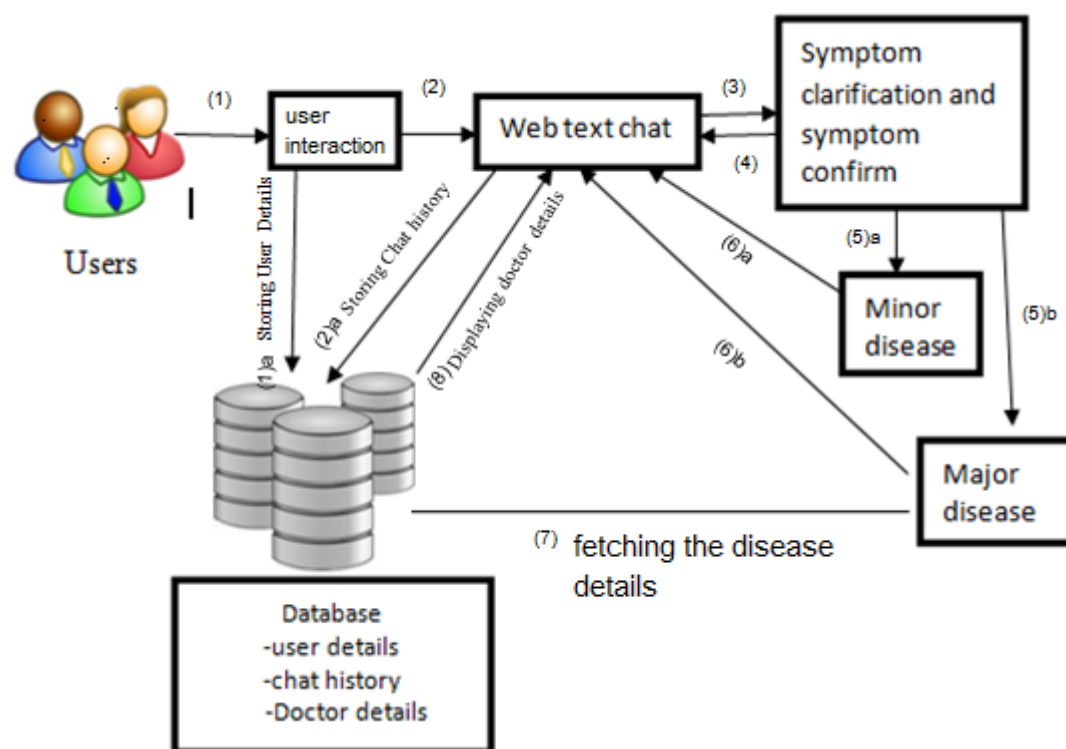 Users
(1)
user
interaction
(2)
Web text chat
(3)
(4)
Symptom
clarification and
symptom
confirm
(5)a
(5)b
Minor
disease
Major
disease
(6)a
(6)b
(1)a Storing User Details
(2)a Storing Chat history
(8) Displaying doctor details
(7) fetching the disease
details
Database
-user details
-chat history
-Doctor details